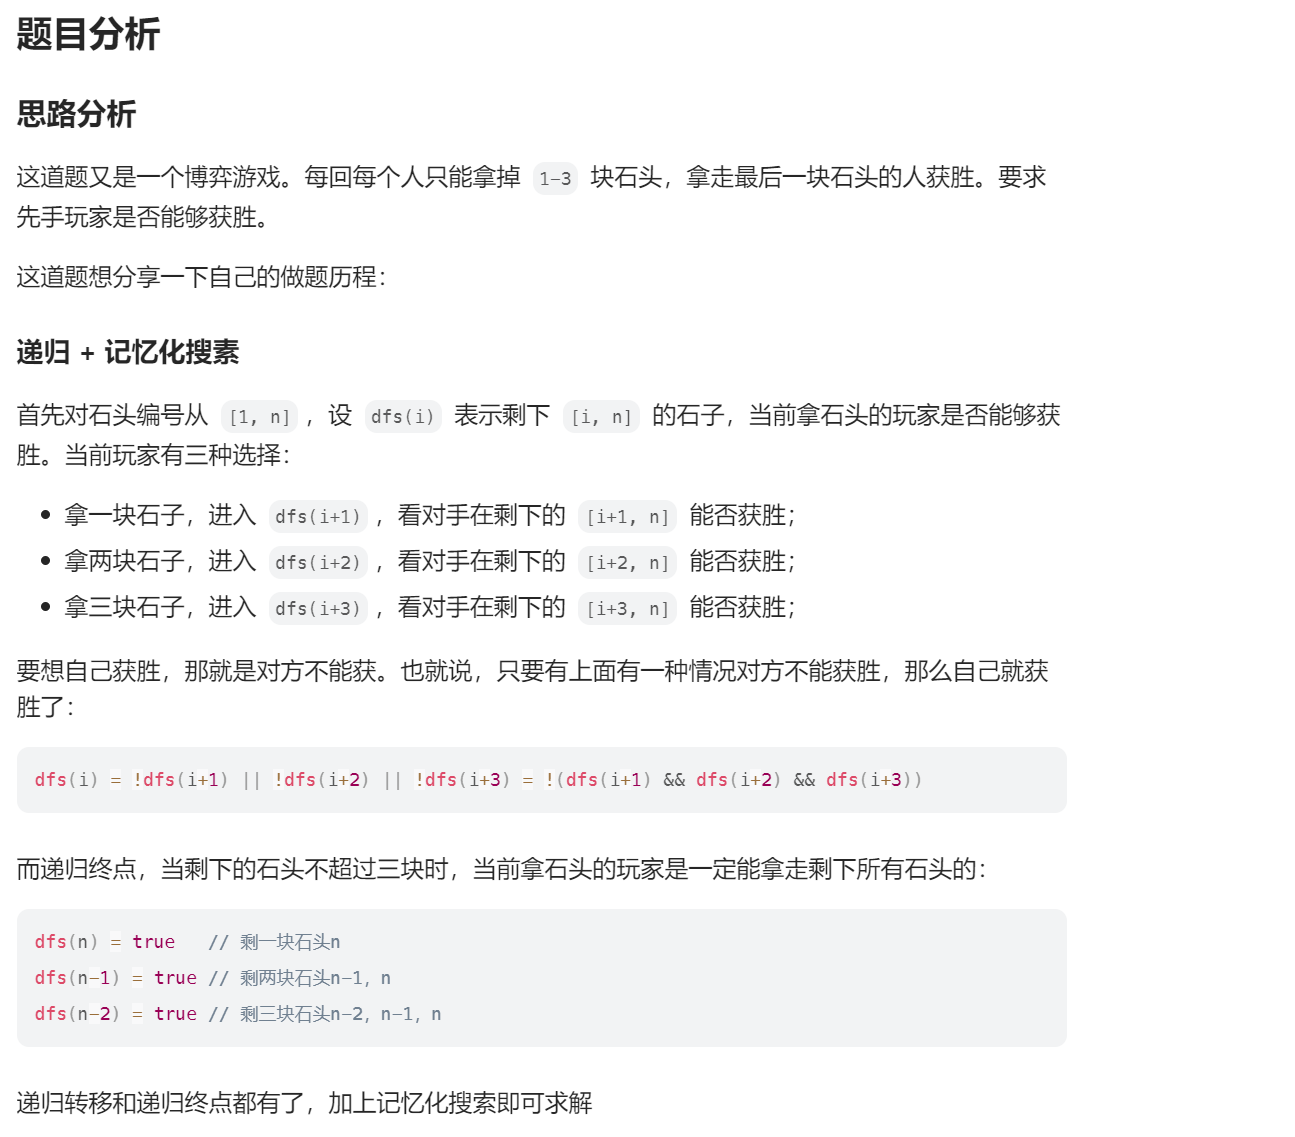 题目分析
思路分析
这道题又是一个博弈游戏。每回每个人只能拿掉 1-3 块石头，拿走最后一块石头的人获胜。要求
先手玩家是否能够获胜。
这道题想分享一下自己的做题历程：
递归 + 记忆化搜素
首先对石头编号从 [1, n] ，设 dfs(i) 表示剩下 [i, n] 的石子，当前拿石头的玩家是否能够获
胜。当前玩家有三种选择：
• 拿一块石子，进入 dfs(i+1) ，看对手在剩下的 [i+1, n] 能否获胜；
• 拿两块石子，进入 dfs(i+2) ，看对手在剩下的 [i+2, n] 能否获胜；
• 拿三块石子，进入 dfs(i+3) ，看对手在剩下的 [i+3, n] 能否获胜；
要想自己获胜，那就是对方不能获。也就说，只要有上面有一种情况对方不能获胜，那么自己就获
胜了：
dfs(i) = !dfs(i+1) || !dfs(i+2) || !dfs(i+3) = !(dfs(i+1) && dfs(i+2) && dfs(i+3))
而递归终点，当剩下的石头不超过三块时，当前拿石头的玩家是一定能拿走剩下所有石头的：
dfs(n) = true   // 剩一块石头n
dfs(n-1) = true // 剩两块石头n-1，n
dfs(n-2) = true // 剩三块石头n-2，n-1，n
递归转移和递归终点都有了，加上记忆化搜索即可求解